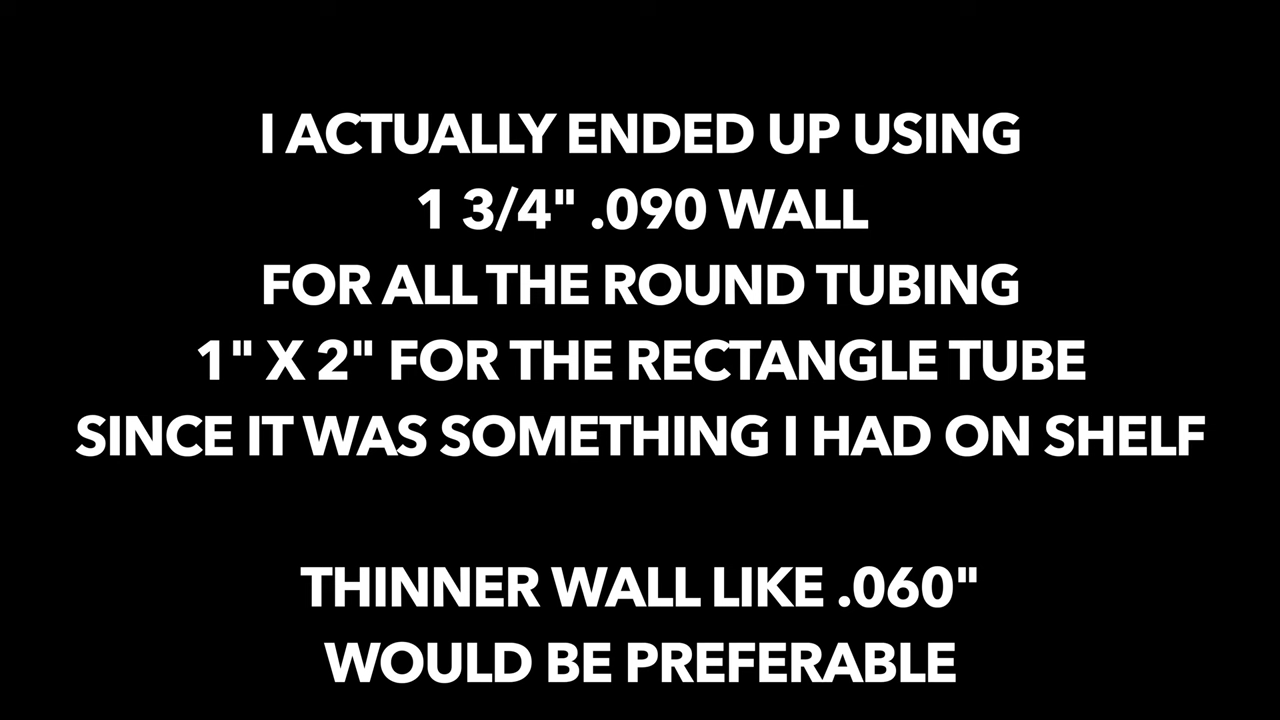 I ACTUALLY ENDED UP USING
1 3/4" .090 WALL
FOR ALL THE ROUND TUBING
1" X 2" FOR THE RECTANGLE TUBE
SINCE IT WAS SOMETHING I HAD ON SHELF
THINNER WALL LIKE .060"
WOULD BE PREFERABLE